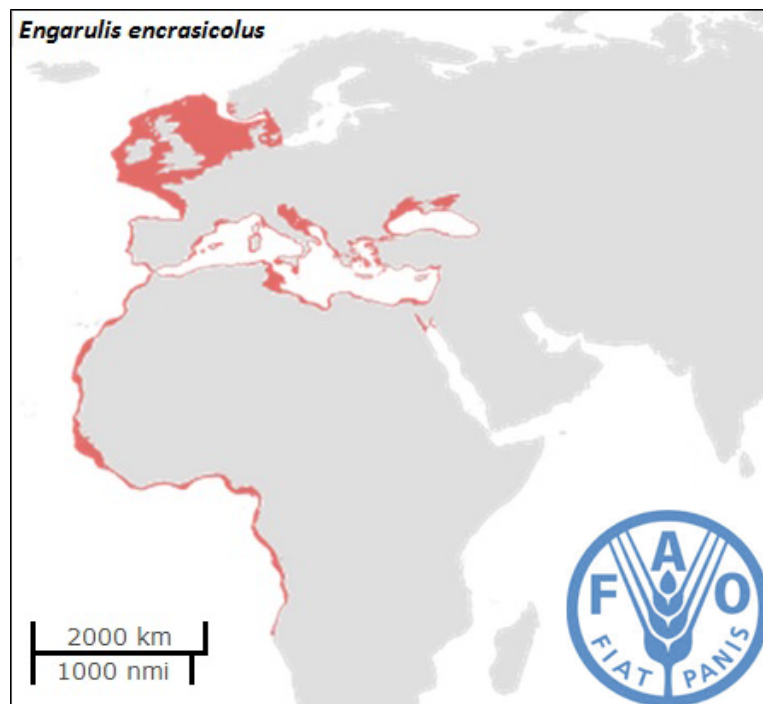 Engarulis encrasicolus
F A O
FIAT PANIS
2000 km
1000 nmi